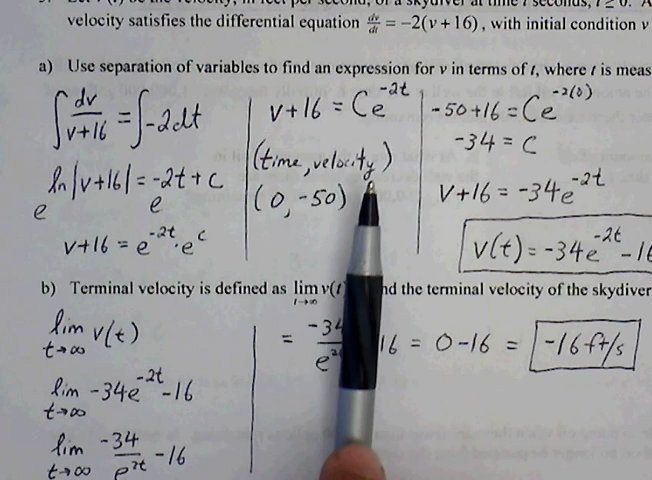 velocity satisfies the differential equation dv/dt = −2(v + 16), with initial condition v
a) Use separation of variables to find an expression for v in terms of t, where t is meas
∫ dv/(v+16) = ∫ -2dt
ln|v+16| = -2t + c
e e
v+16 = e^(-2t) · e^c
v+16 = Ce^(-2t)
(time, velocity)
(0, -50)
-50+16 = Ce^(-2(0))
-34 = C
v+16 = -34e^(-2t)
v(t) = -34e^(-2t) - 16
b) Terminal velocity is defined as lim t→∞ v(t) nd the terminal velocity of the skydiver
lim t→∞ v(t)
lim t→∞ -34e^(-2t) - 16
lim t→∞ -34/e^(2t) - 16
= -34/e^(2t) 16 = 0-16 = -16 ft/s